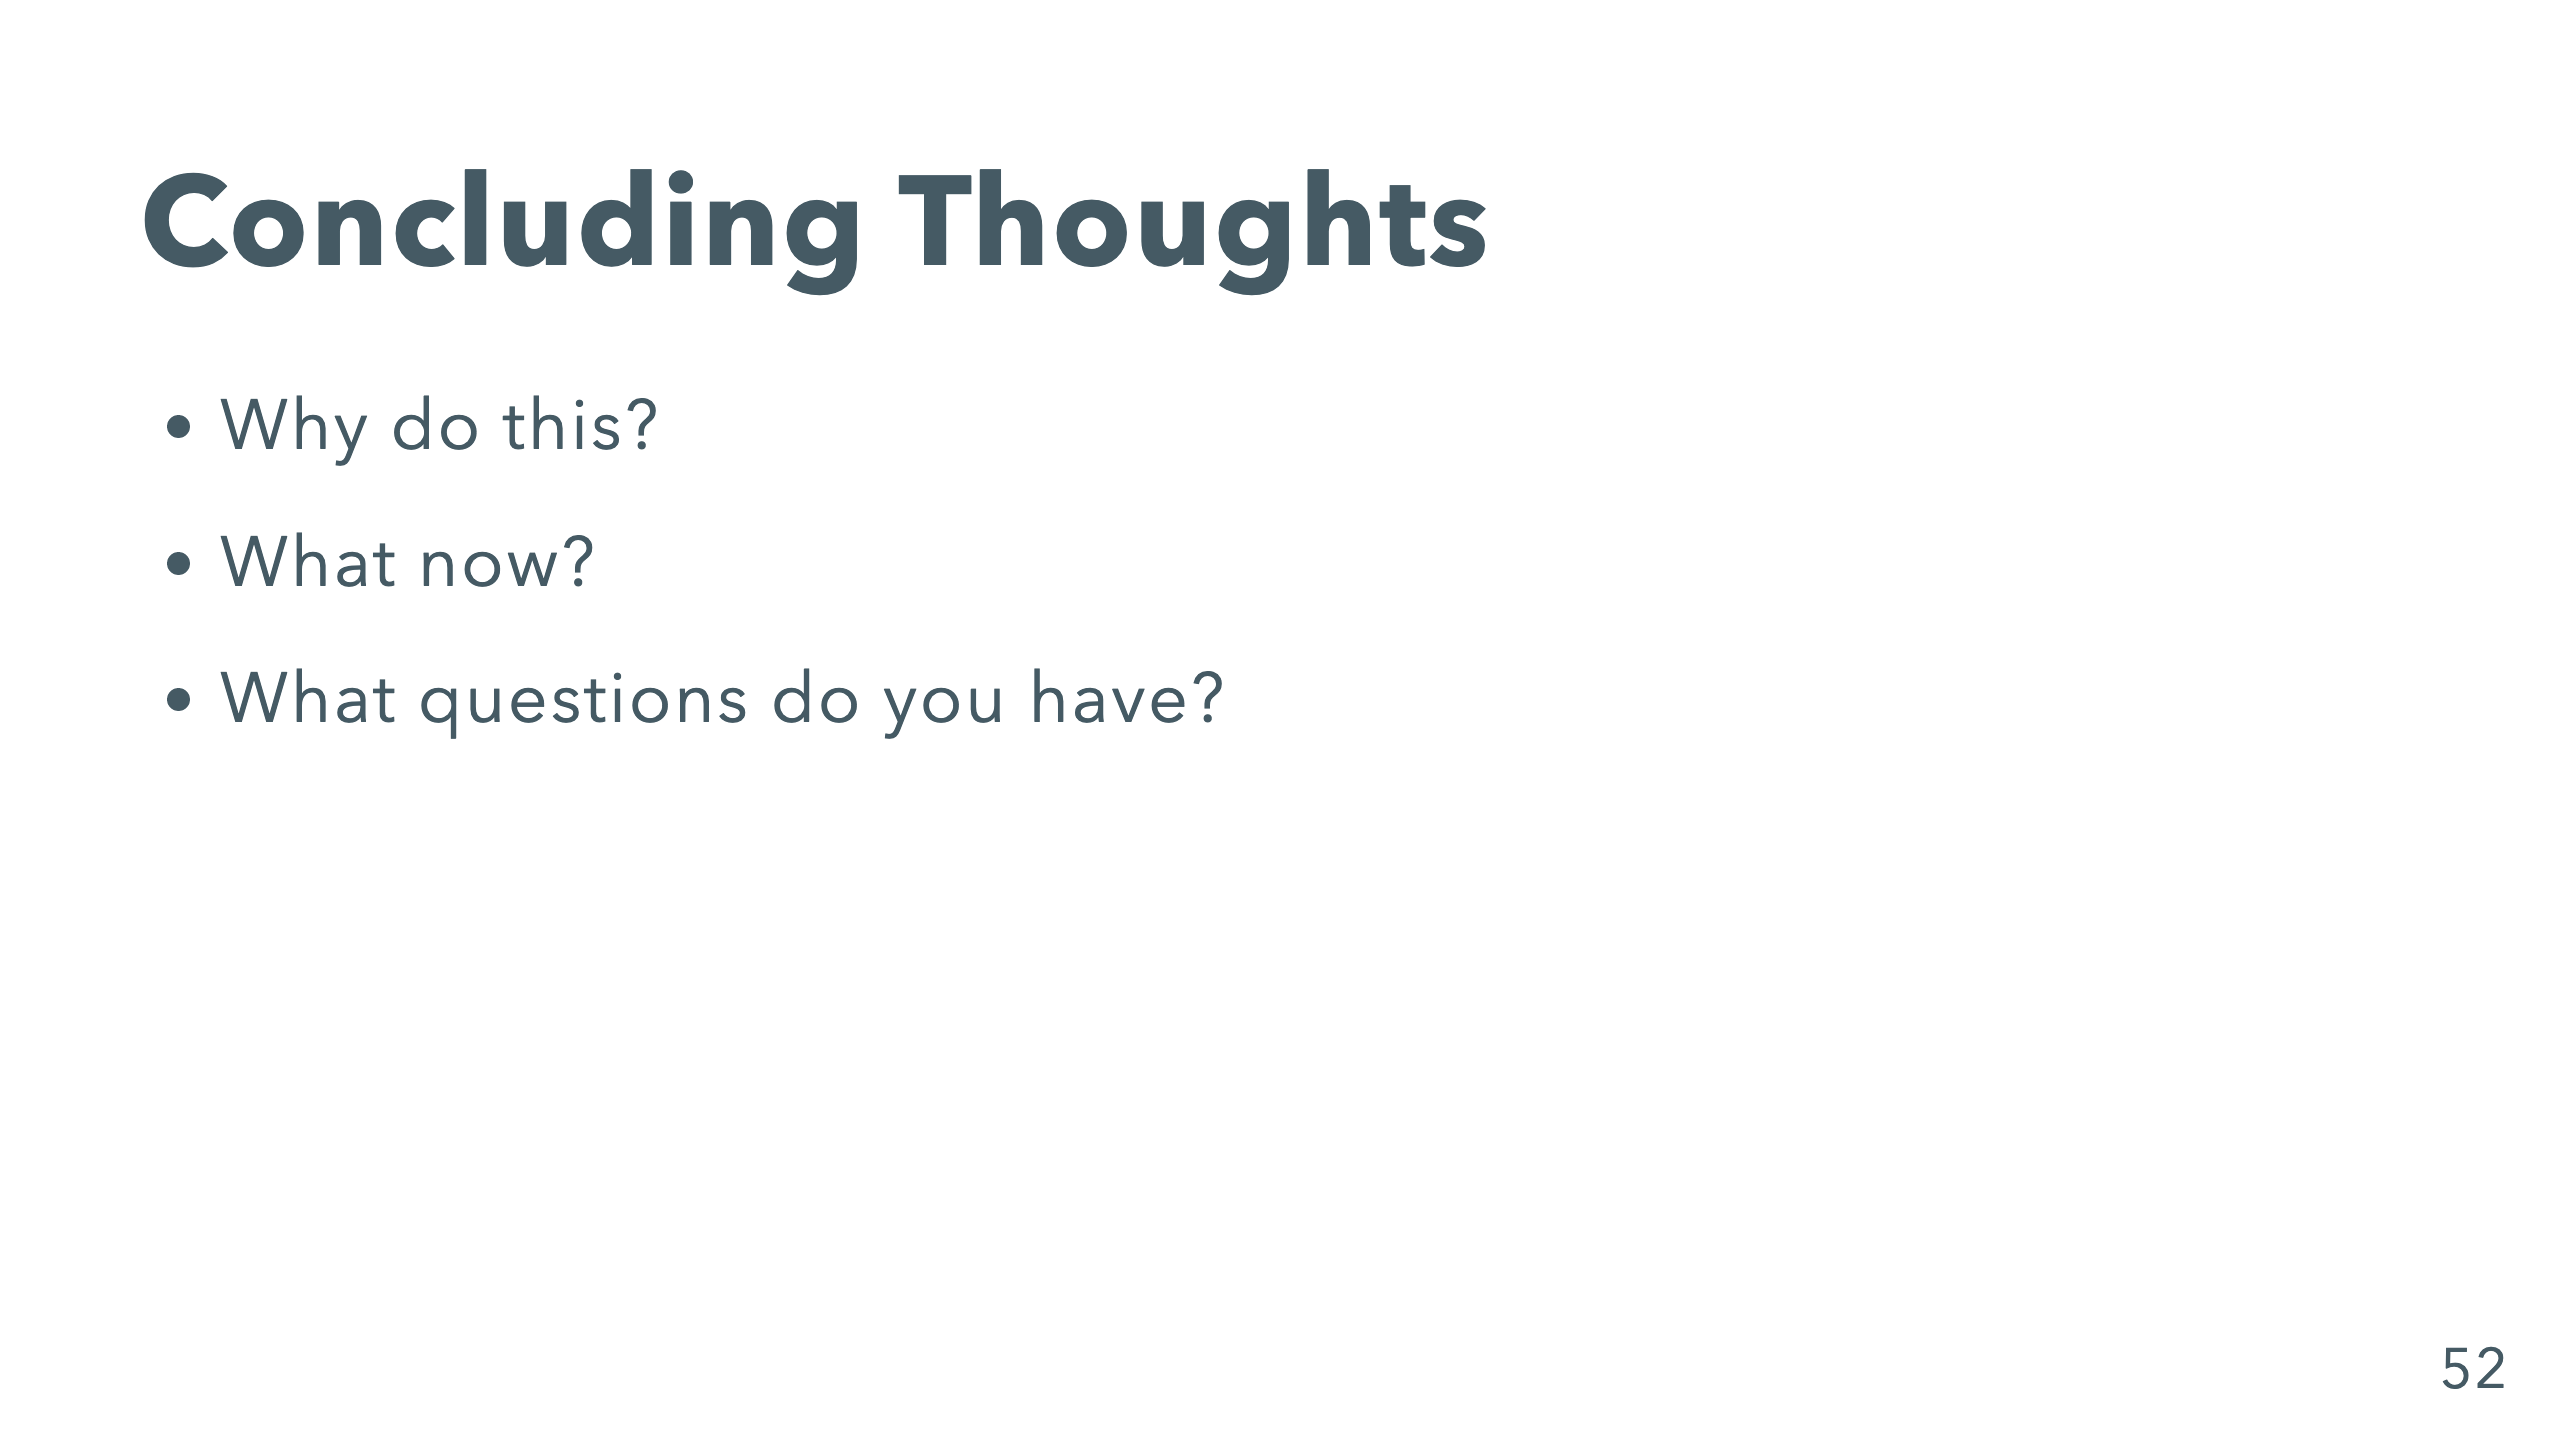 Concluding Thoughts
• Why do this?
• What now?
• What questions do you have?
52